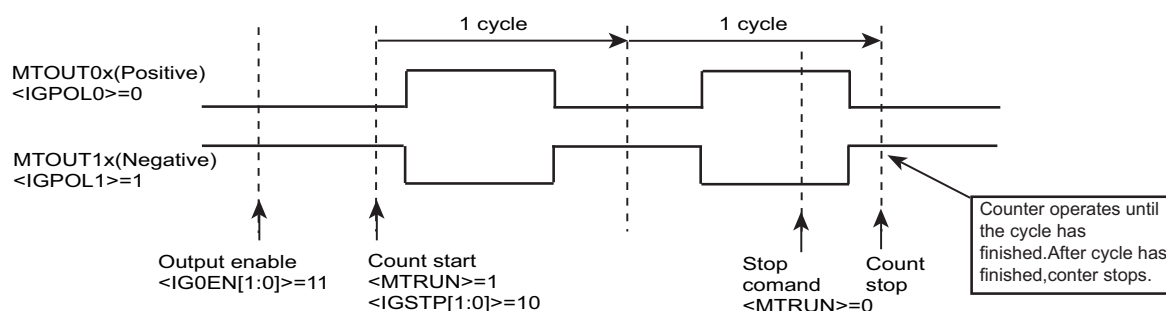 1 cycle
1 cycle
MTOUT0x(Positive)
<IGPOL0>=0
MTOUT1x(Negative)
<IGPOL1>=1
Output enable
<IG0EN[1:0]>=11
Count start
<MTRUN>=1
<IGSTP[1:0]>=10
Stop
comand
<MTRUN>=0
Count
stop
Counter operates until
the cycle has
finished.After cycle has
finished,conter stops.